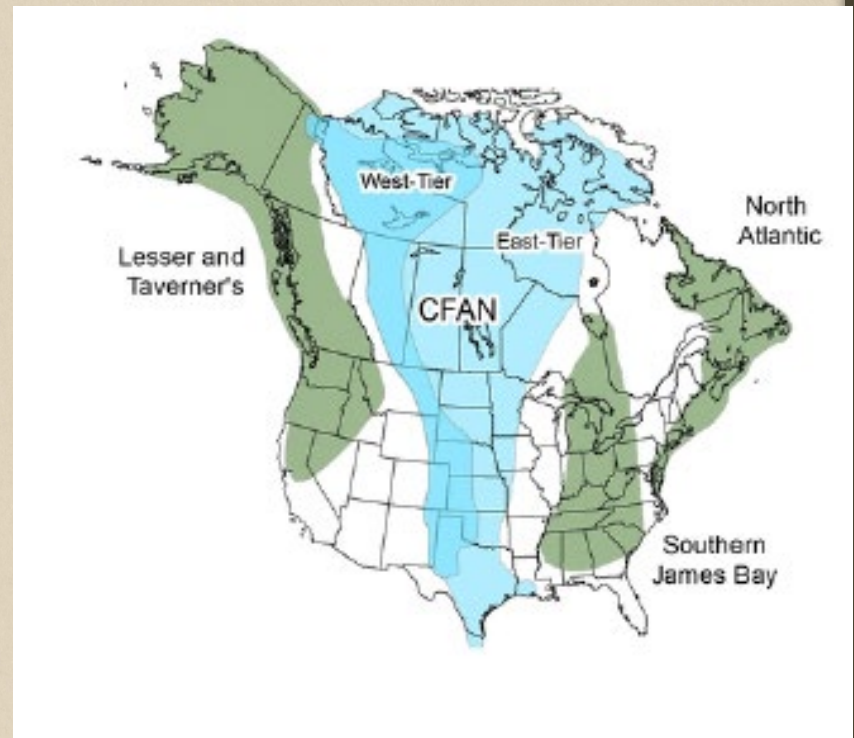 West-Tier
North
Atlantic
East-Tier
Lesser and
Taverner's
CFAN
Southern
James Bay